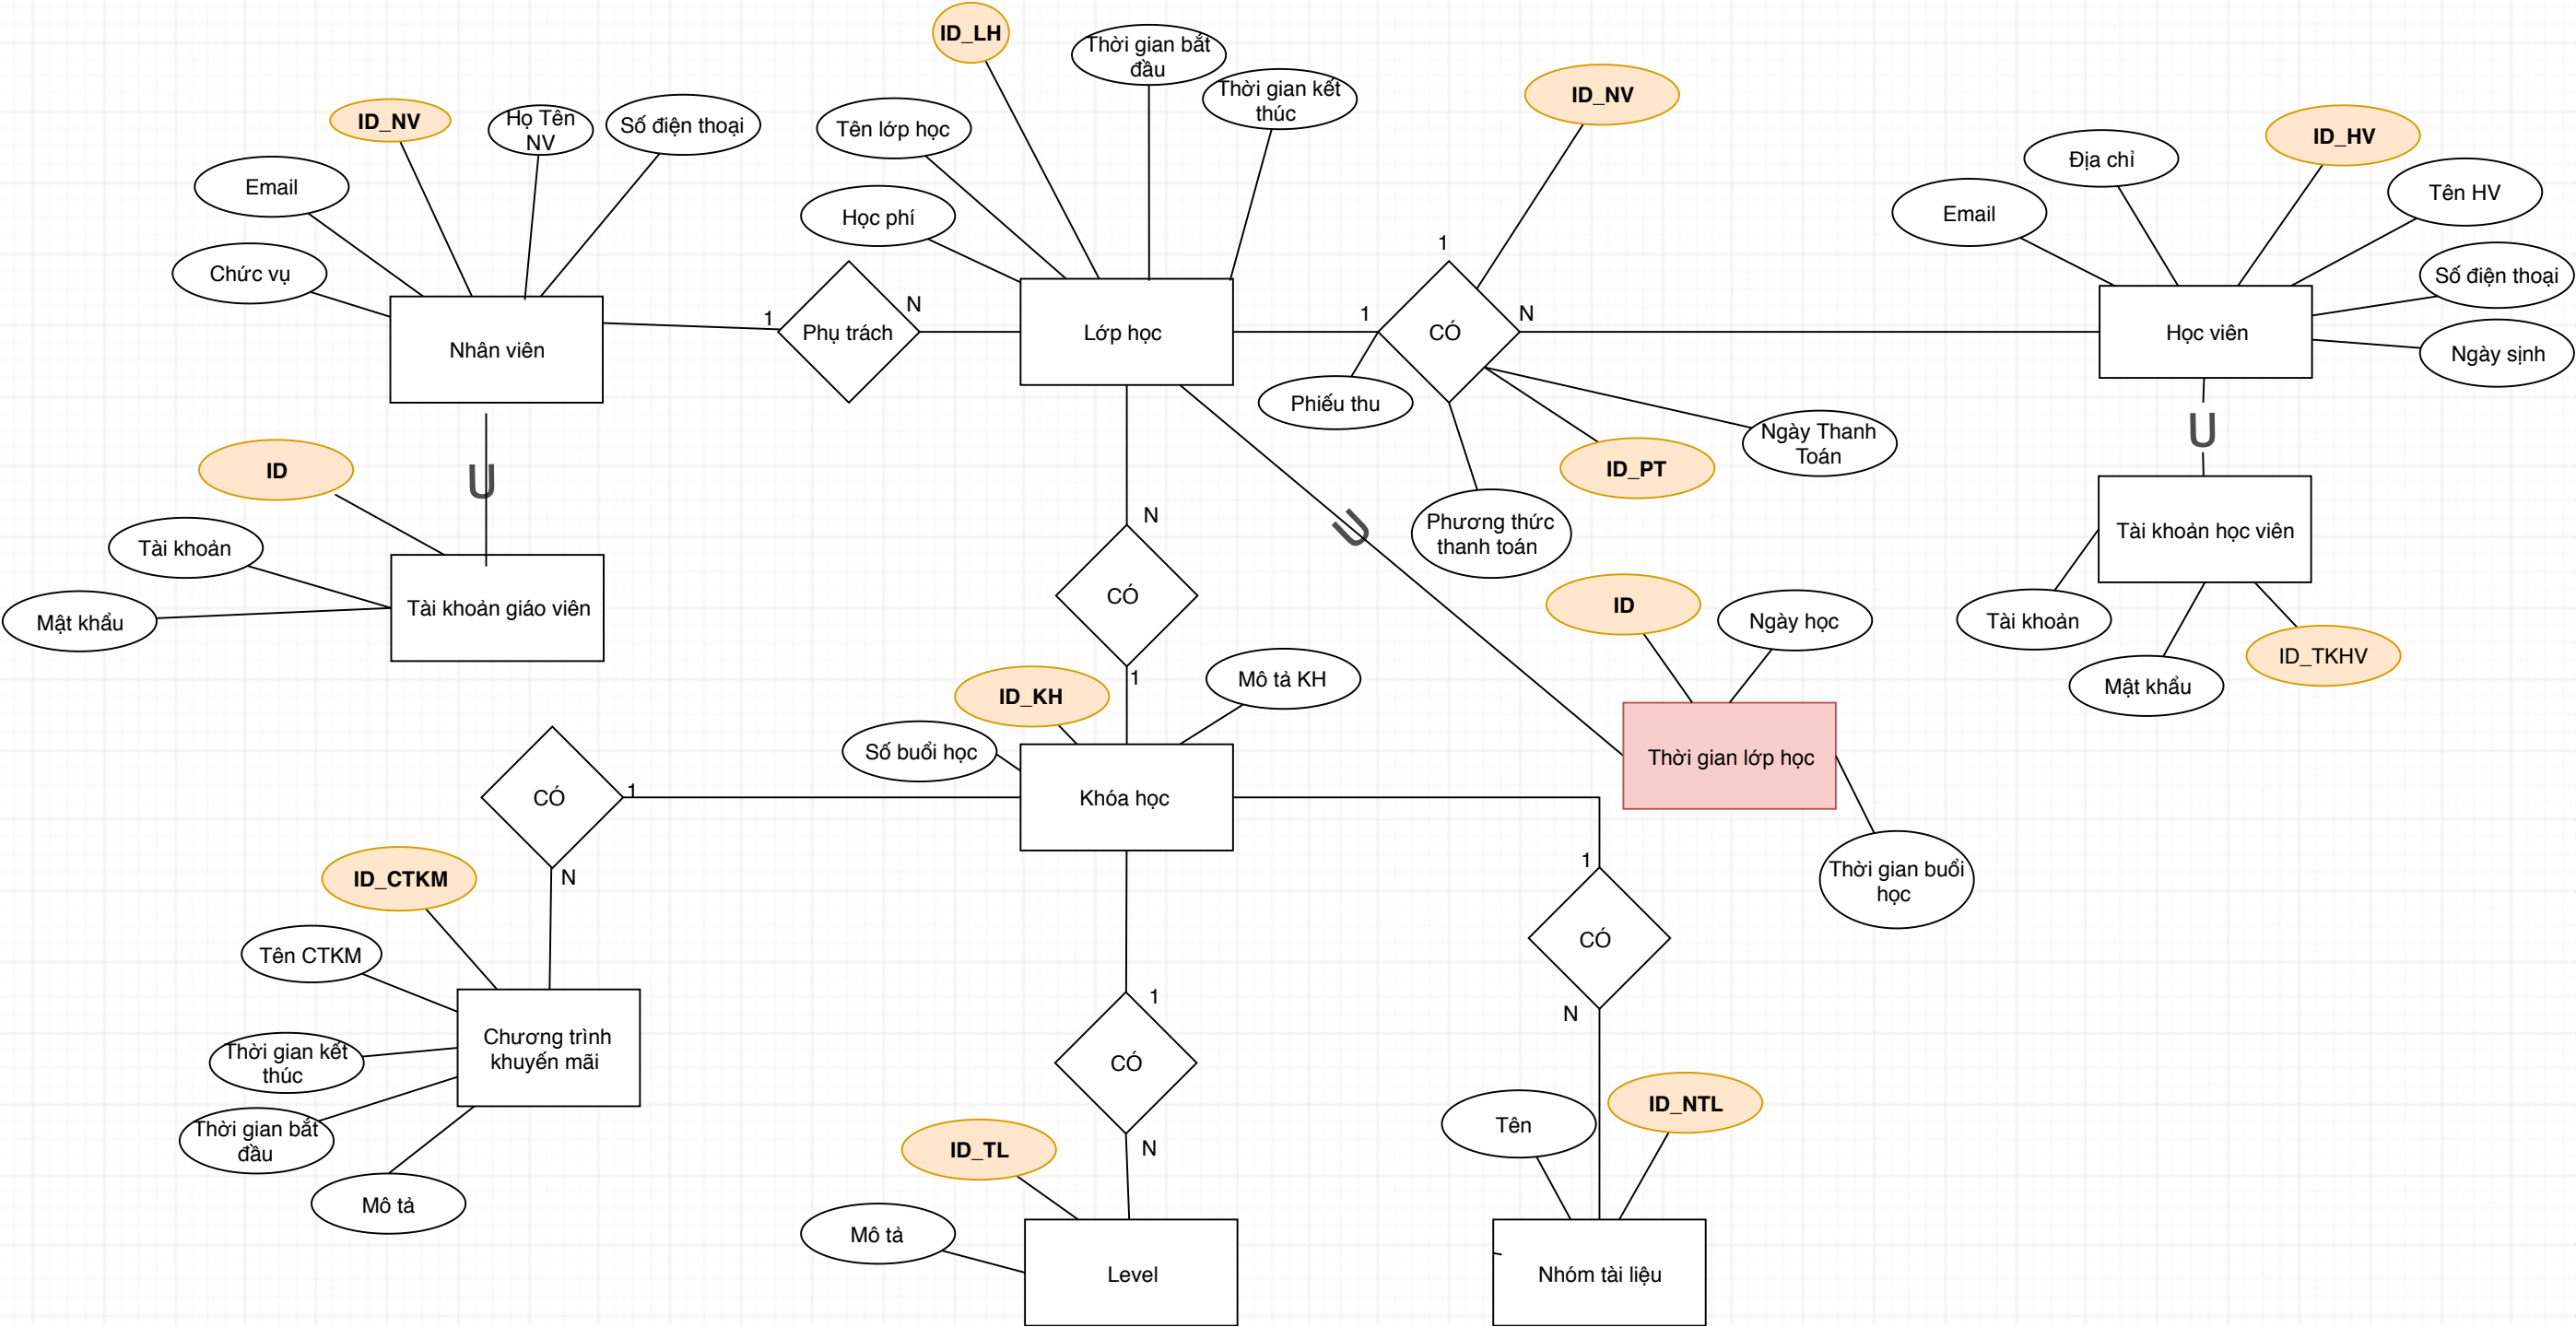 ID_LH
Thời gian bắt
đầu
Thời gian kết
thúc
ID_NV
ID_NV
Họ Tên
NV
Số điện thoại
Tên lớp học
Địa chỉ
ID_HV
Email
Học phí
Email
Tên HV
Chức vụ
Số điện thoại
1
N
1
1
N
Nhân viên
Phụ trách
Lớp học
CÓ
Học viên
Ngày sịnh
Phiếu thu
Ngày Thanh
Toán
ID
U
ID_PT
U
Tài khoản
N
Phương thức
thanh toán
U
Tài khoản học viên
Mật khẩu
Tài khoản giáo viên
CÓ
ID
Ngày học
Tài khoản
Mật khẩu
ID_TKHV
1
ID_KH
Mô tả KH
Số buổi học
Thời gian lớp học
CÓ
1
Khóa học
Thời gian buổi
học
ID_CTKM
N
1
CÓ
Tên CTKM
1
N
Chương trình
khuyến mãi
Thời gian kết
thúc
CÓ
Thời gian bắt
đầu
N
Tên
ID_NTL
ID_TL
Mô tả
Mô tả
Level
Nhóm tài liệu